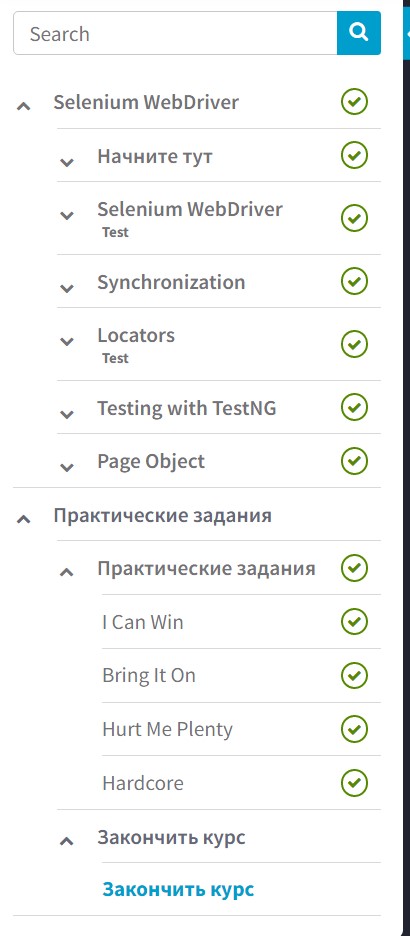 Search
Selenium WebDriver
Начните тут
Selenium WebDriver
Test
Synchronization
Locators
Test
Testing with TestNG
Page Object
Практические задания
Практические задания
I Can Win
Bring It On
Hurt Me Plenty
Hardcore
Закончить курс
Закончить курс